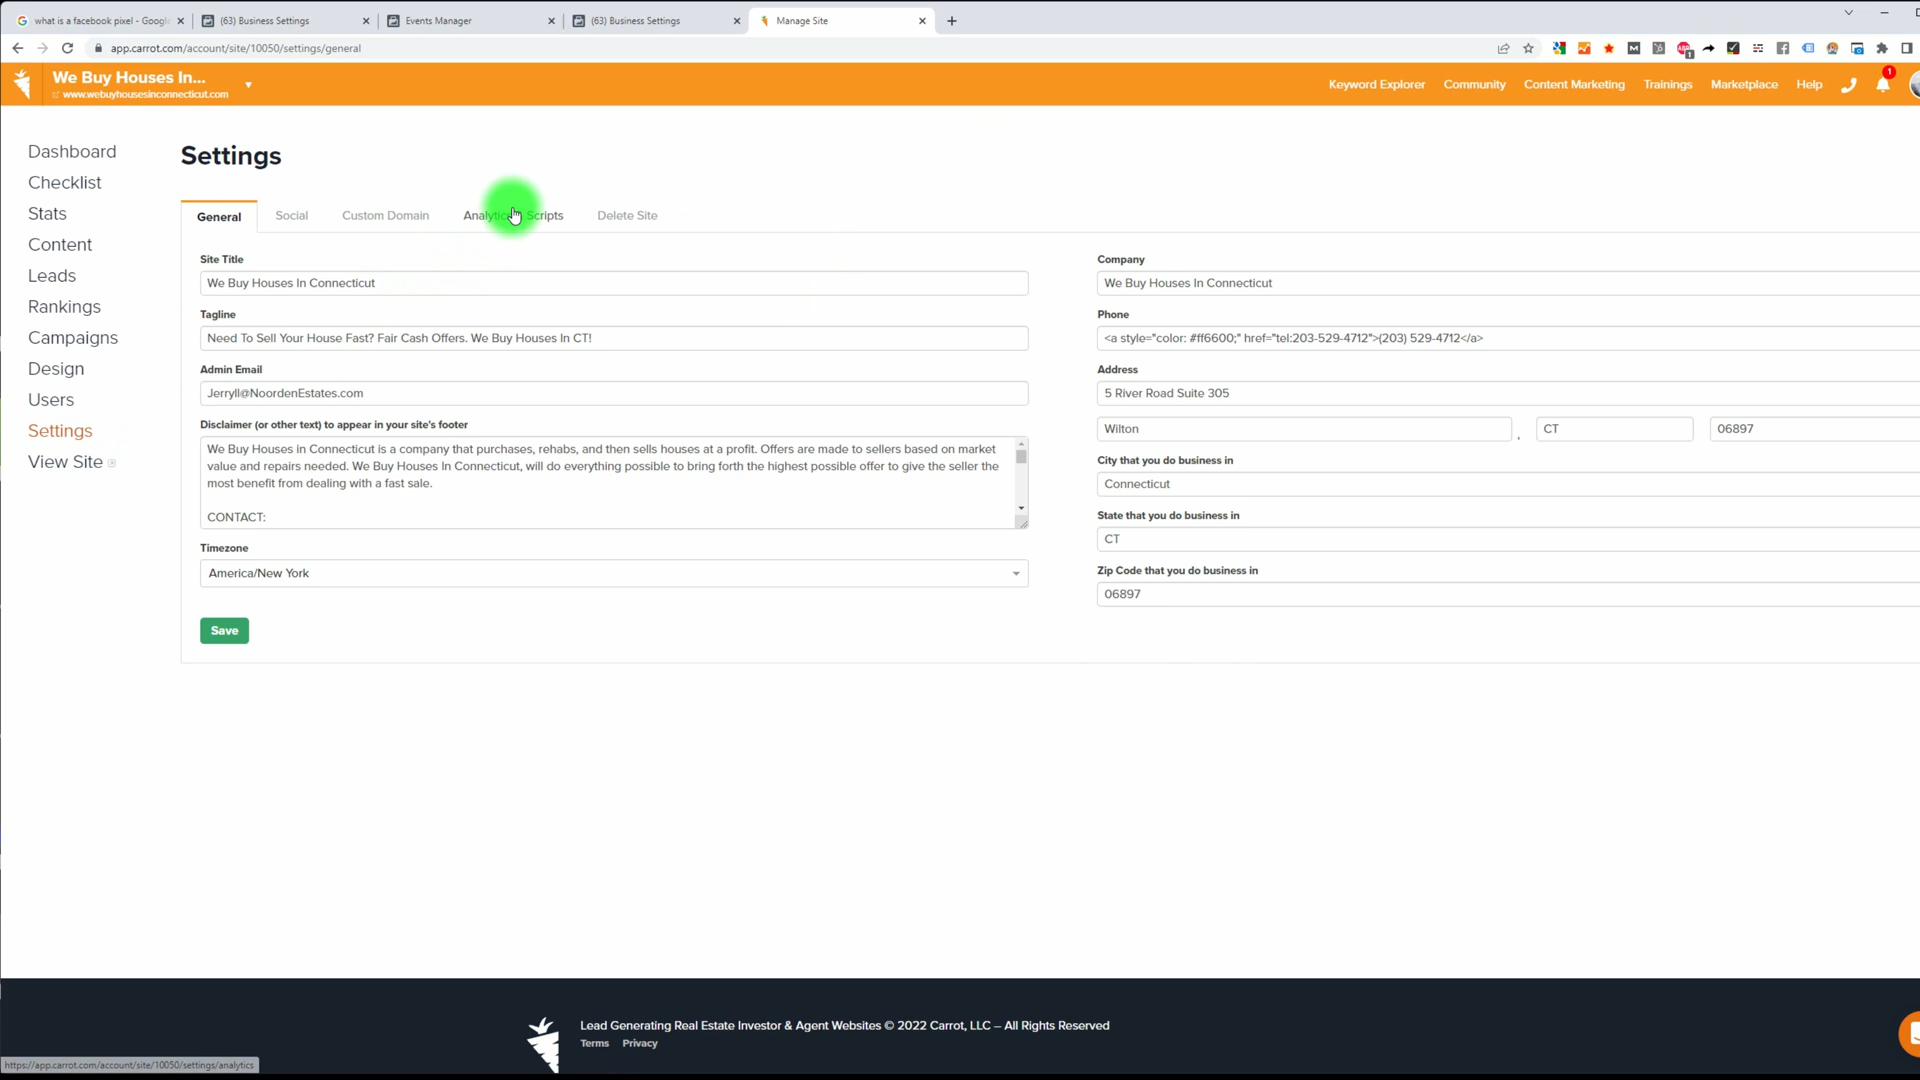 what is a facebook pixel - Googl
(63) Business Settings
Events Manager
(63) Business Settings
Manage Site
app.carrot.com/account/site/10050/settings/general
We Buy Houses In...
www.webuyhousesinconnecticut.com
Keyword Explorer
Community
Content Marketing
Trainings
Marketplace
Help
1
Dashboard
Checklist
Stats
Content
Leads
Rankings
Campaigns
Design
Users
Settings
View Site
Settings
General
Social
Custom Domain
Scripts
Delete Site
Site Title
We Buy Houses In Connecticut
Tagline
Need To Sell Your House Fast? Fair Cash Offers. We Buy Houses In CT!
Admin Email
Jerryll@NoordenEstates.com
Disclaimer (or other text) to appear in your site's footer
We Buy Houses in Connecticut is a company that purchases, rehabs, and then sells houses at a profit. Offers are made to sellers based on market
value and repairs needed. We Buy Houses In Connecticut, will do everything possible to bring forth the highest possible offer to give the seller the
most benefit from dealing with a fast sale.
CONTACT:
Timezone
America/New York
Save
Company
We Buy Houses In Connecticut
Phone
<a style="color: #ff6600;" href="tel:203-529-4712">(203) 529-4712</a>
Address
5 River Road Suite 305
Wilton , CT 06897
City that you do business in
Connecticut
State that you do business in
CT
Zip Code that you do business in
06897
Lead Generating Real Estate Investor & Agent Websites © 2022 Carrot, LLC – All Rights Reserved
Terms Privacy
https://app.carrot.com/account/site/10050/settings/analytics